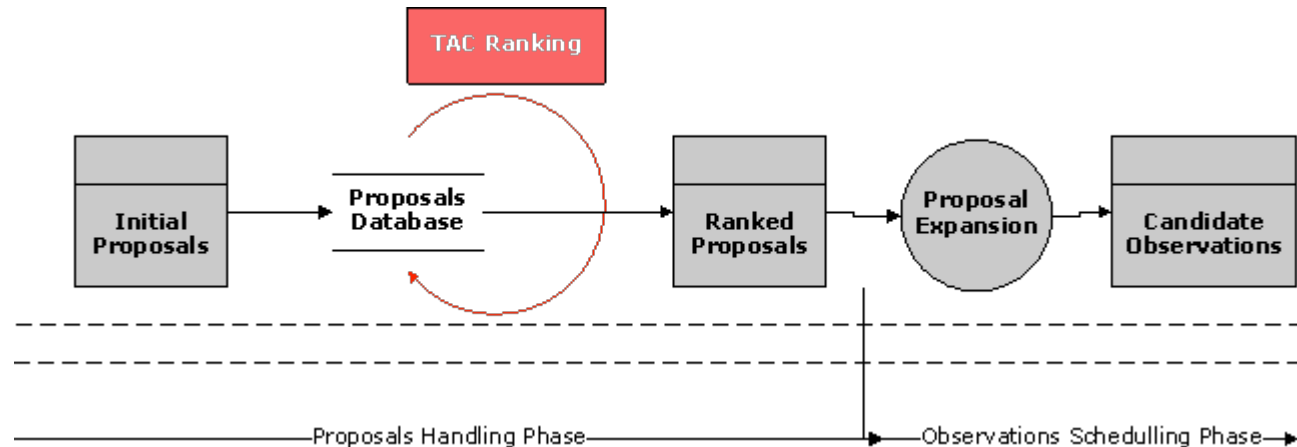 TAC Ranking
Initial
Proposals
Proposals
Database
Ranked
Proposals
Proposal
Expansion
Candidate
Observations
Proposals Handling Phase
Observations Schedulling Phase